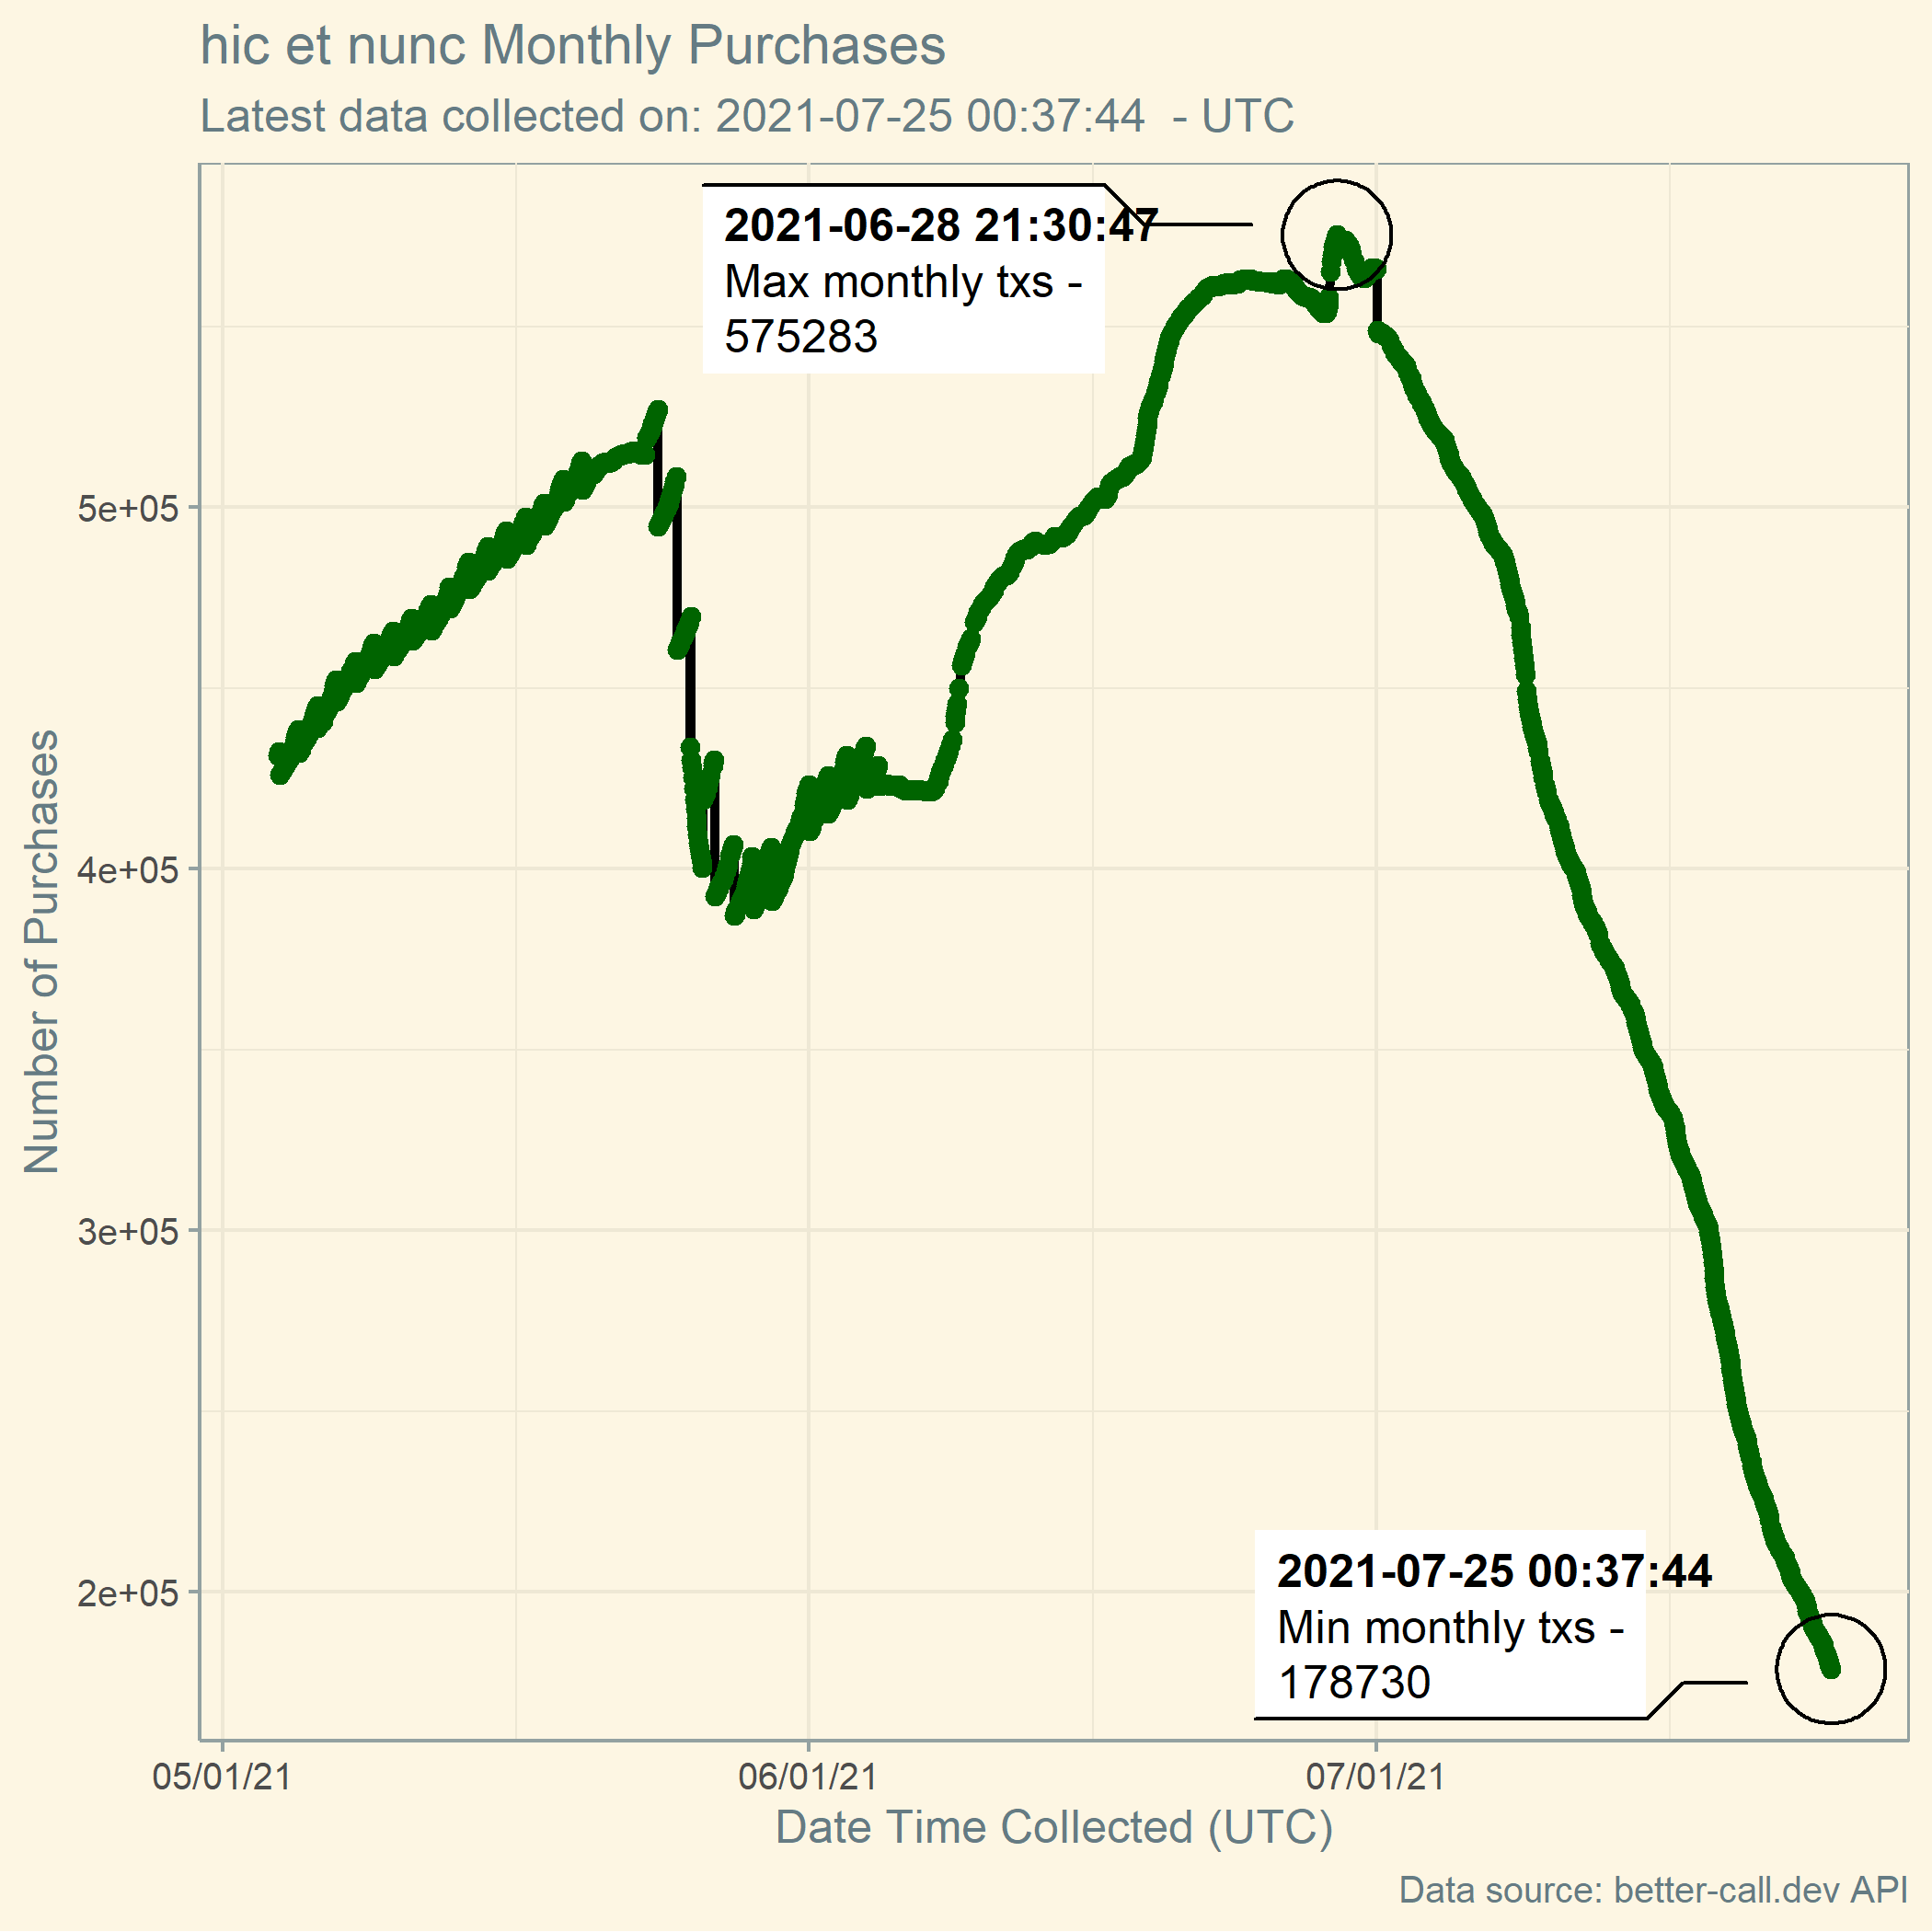 hic et nunc Monthly Purchases
Latest data collected on: 2021-07-25 00:37:44  - UTC
2021-06-28 21:30:47
Max monthly txs -
575283
Number of Purchases
5e+05
4e+05
3e+05
2e+05
2021-07-25 00:37:44
Min monthly txs -
178730
05/01/21
06/01/21
07/01/21
Date Time Collected (UTC)
Data source: better-call.dev API